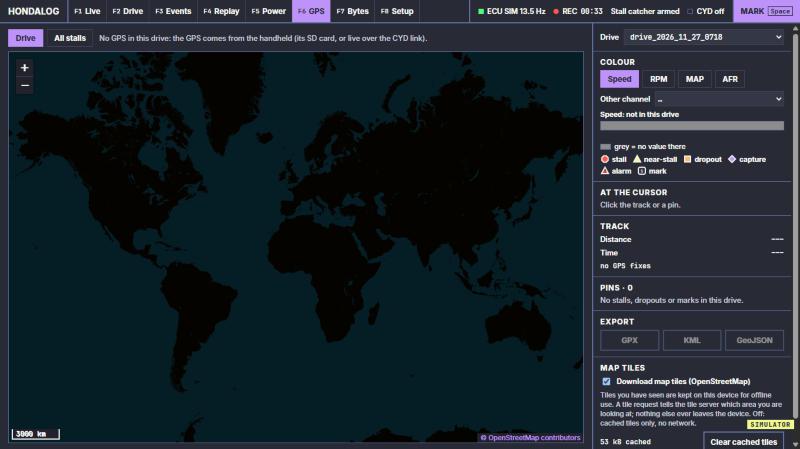 HONDALOG F1 Live F2 Drive F3 Events F4 Replay F5 Power F6 GPS F7 Bytes F8 Setup ECU SIM 13.5 Hz REC 00:33 Stall catcher armed CYD off MARK Space
Drive All stalls No GPS in this drive: the GPS comes from the handheld (its SD card, or live over the CYD link).
+
−
3000 km
© OpenStreetMap contributors
Drive drive_2026_11_27_0718
COLOUR
Speed RPM MAP AFR
Other channel …
Speed: not in this drive
grey = no value there
stall near-stall dropout capture
alarm mark
AT THE CURSOR
Click the track or a pin.
TRACK
Distance ---
Time ---
no GPS fixes
PINS · 0
No stalls, dropouts or marks in this drive.
EXPORT
GPX KML GeoJSON
MAP TILES
Download map tiles (OpenStreetMap)
Tiles you have seen are kept on this device for offline
use. A tile request tells the tile server which area you are
looking at; nothing else ever leaves the device. Off:
cached tiles only, no network.
SIMULATOR
53 kB cached Clear cached tiles